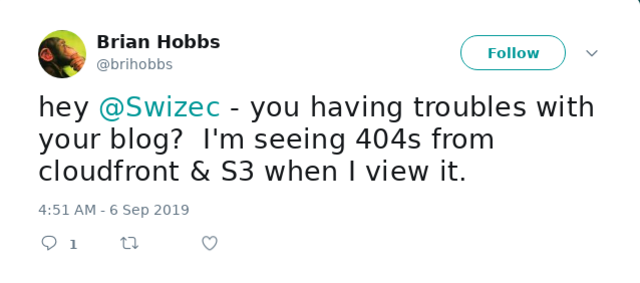 Brian Hobbs
@brihobbs
Follow
hey @Swizec - you having troubles with
your blog?  I'm seeing 404s from
cloudfront & S3 when I view it.
4:51 AM - 6 Sep 2019
1